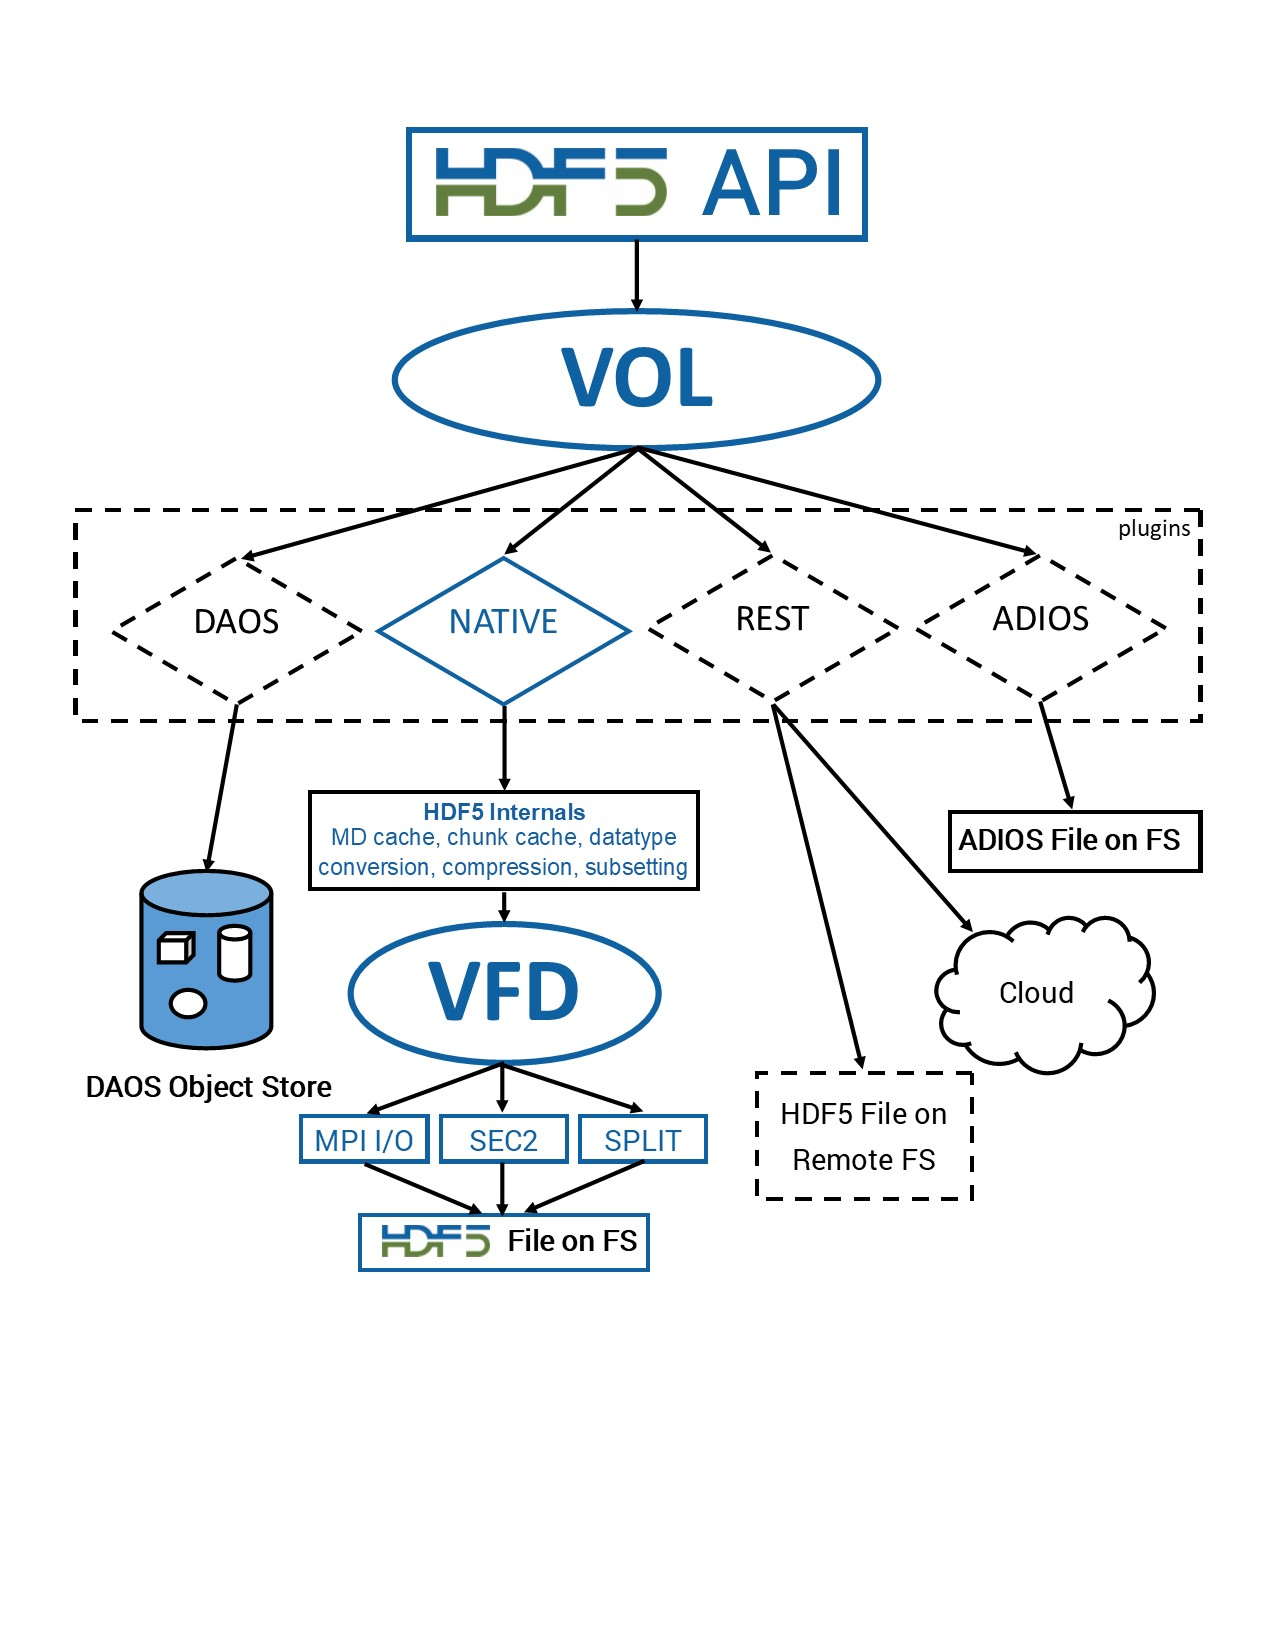 HDF5 API
VOL
plugins
DAOS
NATIVE
REST
ADIOS
HDF5 Internals
MD cache, chunk cache, datatype
conversion, compression, subsetting
ADIOS File on FS
VFD
Cloud
DAOS Object Store
MPI I/O
SEC2
SPLIT
HDF5 File on
Remote FS
HDF5 File on FS